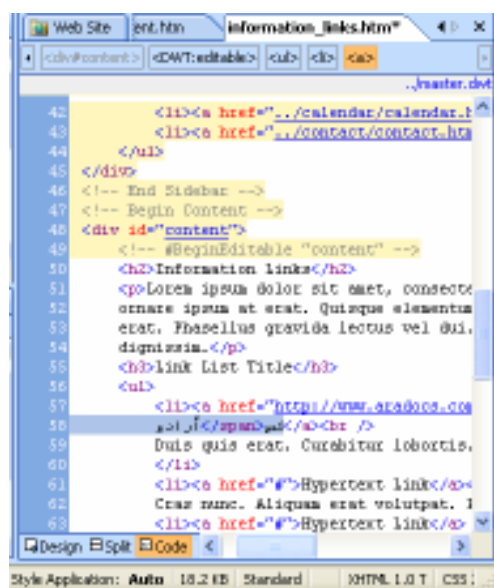 Web Site ent.htm information_links.htm*
<div#content> <DWT:editable> <ul> <li> <a>
../master.dwt
42 <li><a href="../calendar/calendar.h
43 <li><a href="../contact/contact.htm
44 </ul>
45 </div>
46 <!-- End Sidebar -->
47 <!-- Begin Content -->
48 <div id="content">
49 <!-- #BeginEditable "content" -->
50 <h2>Information Links</h2>
51 <p>Lorem ipsum dolor sit amet, consecte
52 ornare ipsum at erat. Quisque elementum
53 erat. Phasellus gravida lectus vel dui.
54 dignissim.</p>
55 <h3>link List Title</h3>
56 <ul>
57 <li><a href="http://www.aradocs.com
58 </span></a><br />
59 Duis quis erat. Curabitur lobortis.
60 </li>
61 <li><a href="#">Hypertext link</a><
62 Cras nunc. Aliquam erat volutpat.
63 <li><a href="#">Hypertext link</a>
Design Split Code
Style Application: Auto 18.2 KB Standard XHTML 1.0 T CSS